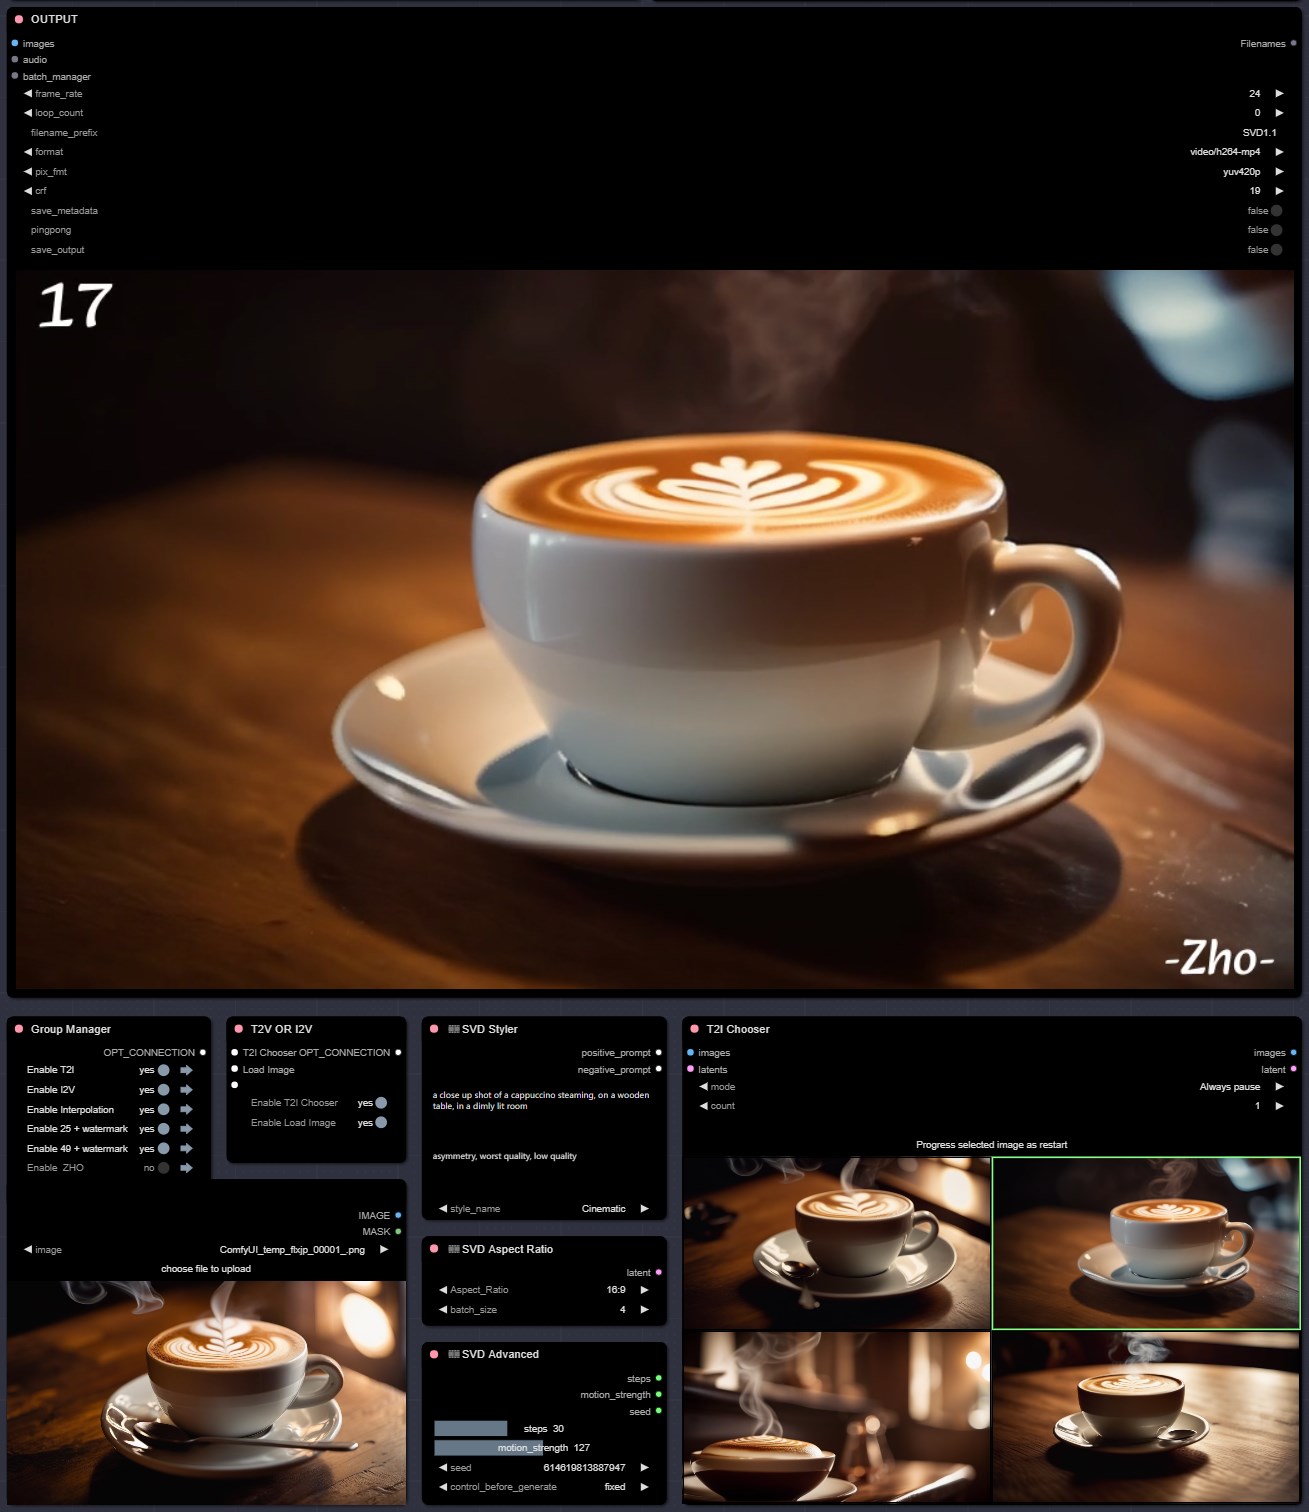 OUTPUT
images Filenames
audio
batch_manager
frame_rate 24
loop_count 0
filename_prefix SVD1.1
format video/h264-mp4
pix_fmt yuv420p
crf 19
save_metadata false
pingpong false
save_output false
17
-Zho-
Group Manager
OPT_CONNECTION
Enable T2I yes
Enable I2V yes
Enable Interpolation yes
Enable 25 + watermark yes
Enable 49 + watermark yes
Enable ZHO no
IMAGE
MASK
image ComfyUI_temp_flxjp_00001_.png
choose file to upload
T2V OR I2V
T2I Chooser OPT_CONNECTION
Load Image
Enable T2I Chooser yes
Enable Load Image yes
SVD Styler
positive_prompt
negative_prompt
a close up shot of a cappuccino steaming, on a wooden
table, in a dimly lit room
asymmetry, worst quality, low quality
style_name Cinematic
SVD Aspect Ratio
latent
Aspect_Ratio 16:9
batch_size 4
SVD Advanced
steps
motion_strength
seed
steps 30
motion_strength 127
seed 614619813887947
control_before_generate fixed
T2I Chooser
images images
latents latent
mode Always pause
count 1
Progress selected image as restart